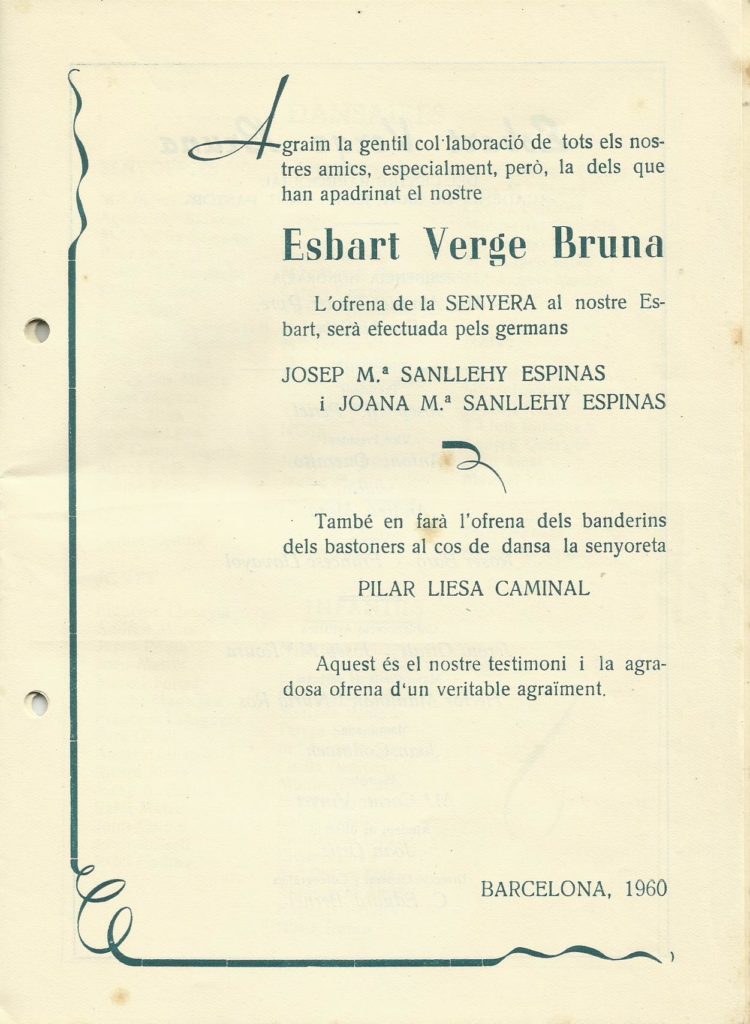 Agraim la gentil col·laboració de tots els nos-
tres amics, especialment, però, la dels que
han apadrinat el nostre
Esbart Verge Bruna
L'ofrena de la SENYERA al nostre Es-
bart, serà efectuada pels germans
JOSEP M.ª SANLLEHY ESPINAS
i JOANA M.ª SANLLEHY ESPINAS
També en farà l'ofrena dels banderins
dels bastoners al cos de dansa la senyoreta
PILAR LIESA CAMINAL
Aquest és el nostre testimoni i la agra-
dosa ofrena d'un veritable agraïment.
BARCELONA, 1960